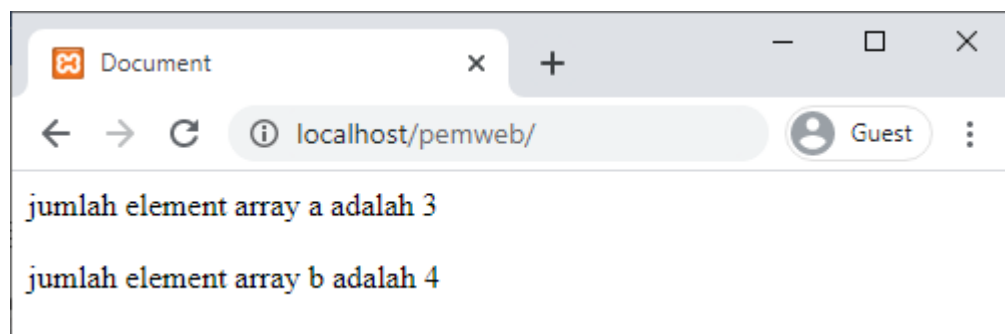 Document
localhost/pemweb/
Guest
jumlah element array a adalah 3
jumlah element array b adalah 4